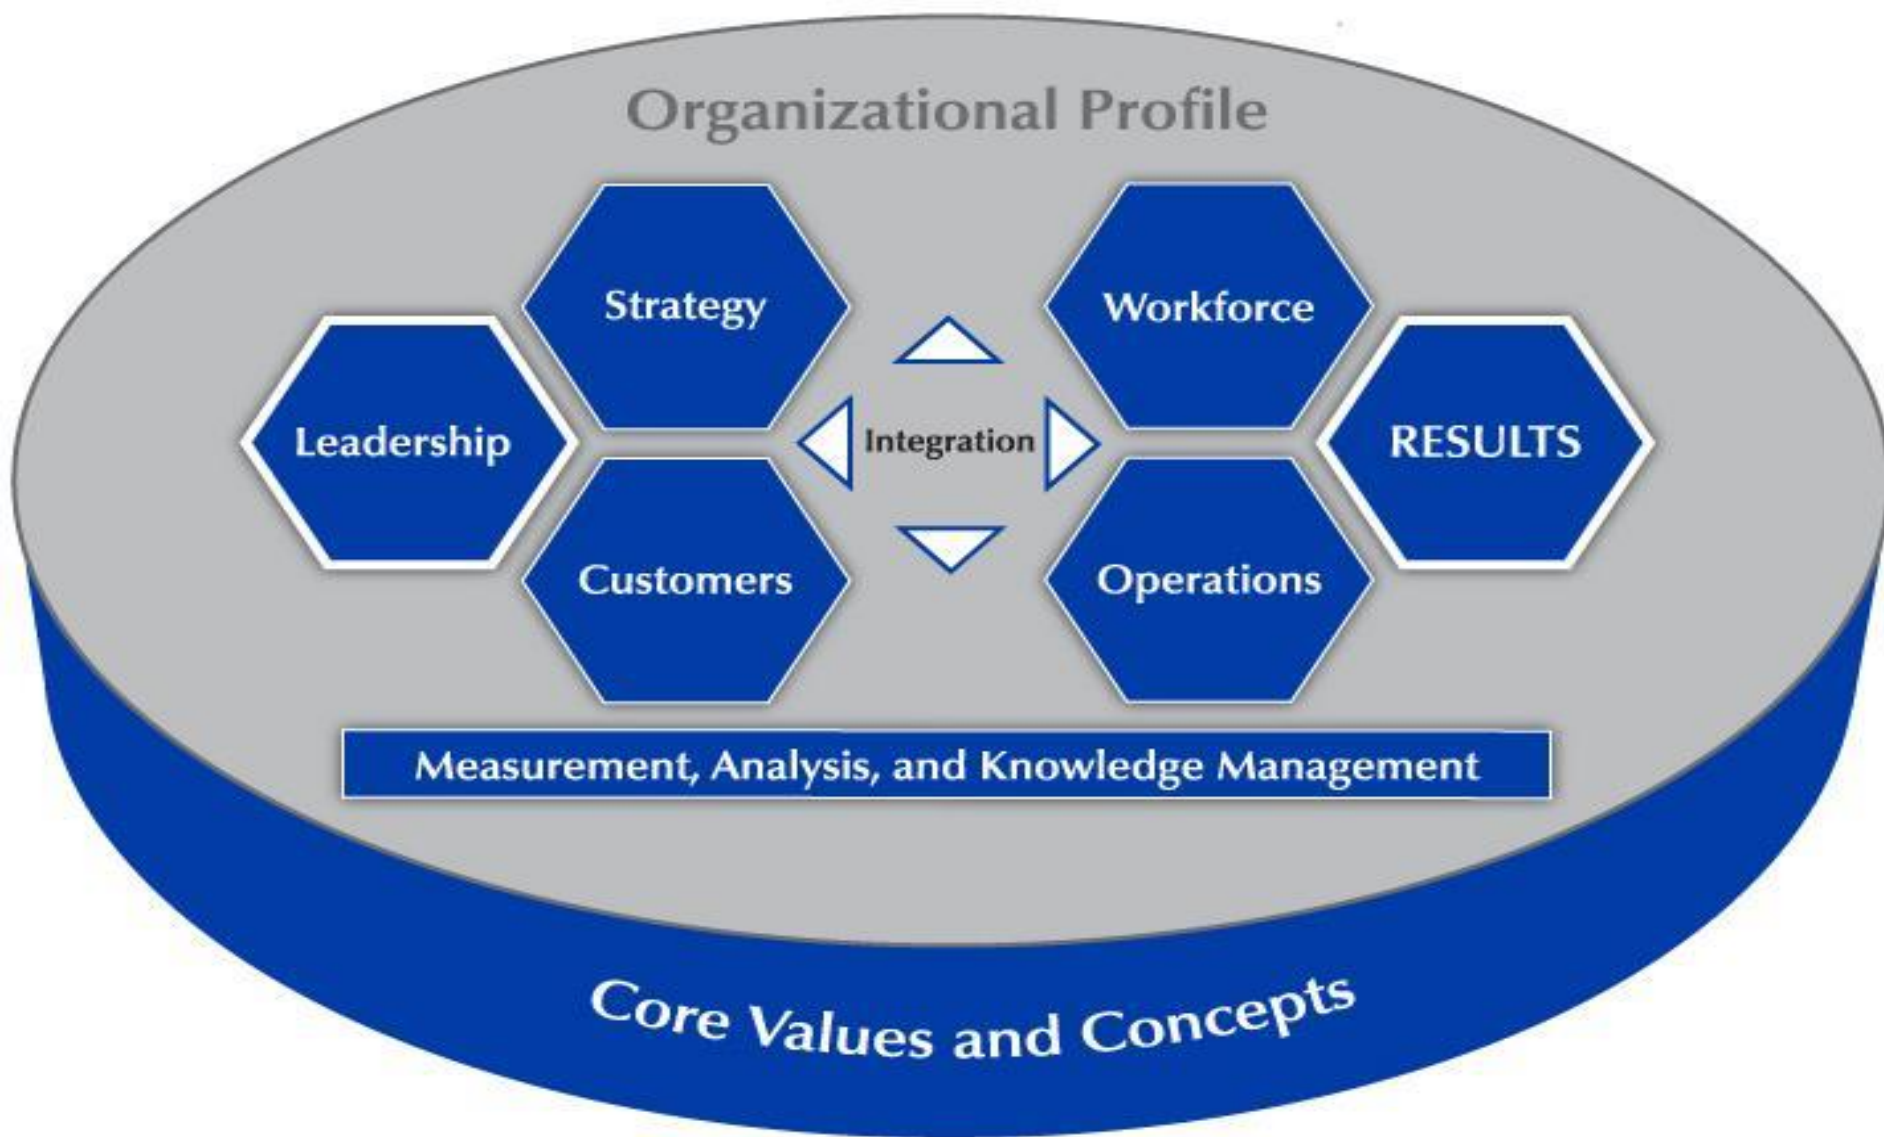 Organizational Profile
Strategy
Workforce
Leadership
Integration
RESULTS
Customers
Operations
Measurement, Analysis, and Knowledge Management
Core Values and Concepts